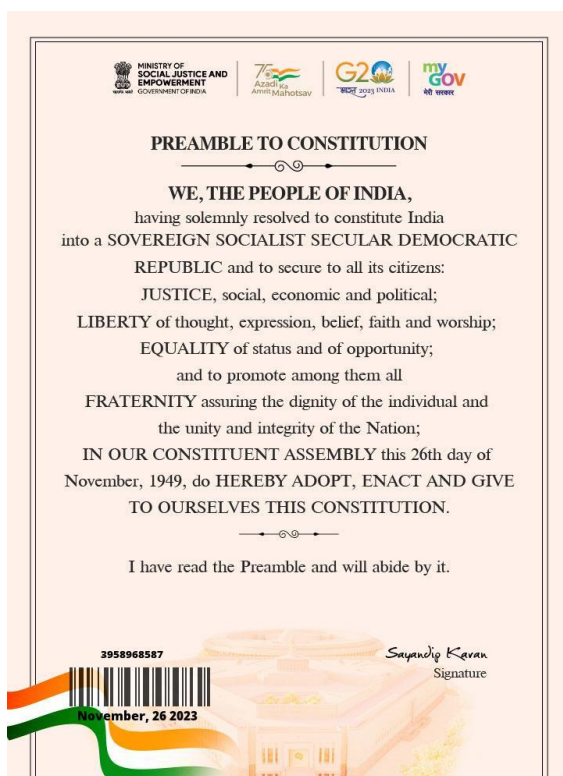 MINISTRY OF
SOCIAL JUSTICE AND
EMPOWERMENT
GOVERNMENT OF INDIA
सत्यमेव जयते
75
Azadi Ka
Amrit Mahotsav
G20
भारत 2023 INDIA
my
GOV
मेरी सरकार
PREAMBLE TO CONSTITUTION
WE, THE PEOPLE OF INDIA,
having solemnly resolved to constitute India
into a SOVEREIGN SOCIALIST SECULAR DEMOCRATIC
REPUBLIC and to secure to all its citizens:
JUSTICE, social, economic and political;
LIBERTY of thought, expression, belief, faith and worship;
EQUALITY of status and of opportunity;
and to promote among them all
FRATERNITY assuring the dignity of the individual and
the unity and integrity of the Nation;
IN OUR CONSTITUENT ASSEMBLY this 26th day of
November, 1949, do HEREBY ADOPT, ENACT AND GIVE
TO OURSELVES THIS CONSTITUTION.
I have read the Preamble and will abide by it.
3958968587
November, 26 2023
Sayandip Karan
Signature